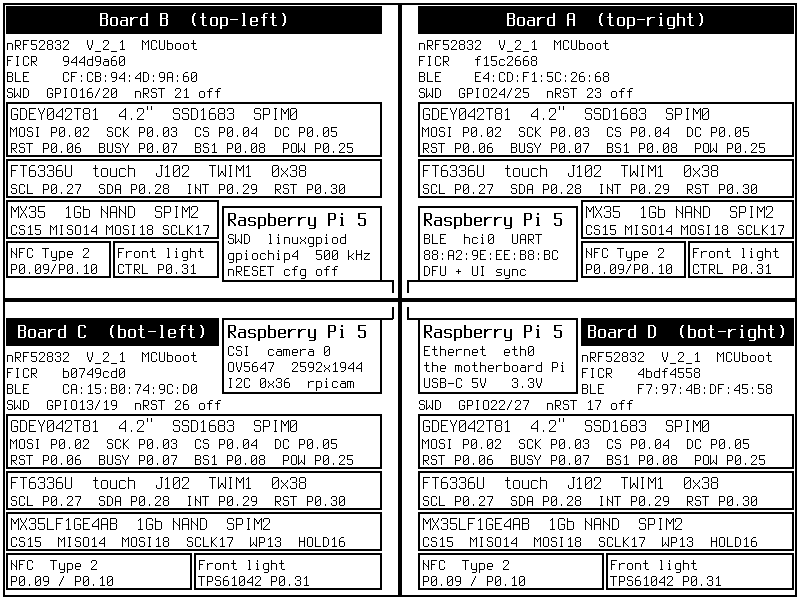 Board B (top-left)
nRF52832 V_2_1 MCUboot
FICR 944d9a60
BLE CF:CB:94:4D:9A:60
SWD GPIO16/20 nRST 21 off
GDEY042T81 4.2" SSD1683 SPIM0
MOSI P0.02 SCK P0.03 CS P0.04 DC P0.05
RST P0.06 BUSY P0.07 BS1 P0.08 POW P0.25
FT6336U touch J102 TWIM1 0x38
SCL P0.27 SDA P0.28 INT P0.29 RST P0.30
MX35 1Gb NAND SPIM2
CS15 MISO14 MOSI18 SCLK17
NFC Type 2
P0.09/P0.10
Front light
CTRL P0.31
Raspberry Pi 5
SWD linuxgpiod
gpiochip4 500 kHz
nRESET cfg off
Board A (top-right)
nRF52832 V_2_1 MCUboot
FICR f15c2668
BLE E4:CD:F1:5C:26:68
SWD GPIO24/25 nRST 23 off
GDEY042T81 4.2" SSD1683 SPIM0
MOSI P0.02 SCK P0.03 CS P0.04 DC P0.05
RST P0.06 BUSY P0.07 BS1 P0.08 POW P0.25
FT6336U touch J102 TWIM1 0x38
SCL P0.27 SDA P0.28 INT P0.29 RST P0.30
Raspberry Pi 5
BLE hci0 UART
88:A2:9E:EE:B8:BC
DFU + UI sync
MX35 1Gb NAND SPIM2
CS15 MISO14 MOSI18 SCLK17
NFC Type 2
P0.09/P0.10
Front light
CTRL P0.31
Board C (bot-left)
nRF52832 V_2_1 MCUboot
FICR b0749cd0
BLE CA:15:B0:74:9C:D0
SWD GPIO13/19 nRST 26 off
Raspberry Pi 5
CSI camera 0
OV5647 2592x1944
I2C 0x36 rpicam
GDEY042T81 4.2" SSD1683 SPIM0
MOSI P0.02 SCK P0.03 CS P0.04 DC P0.05
RST P0.06 BUSY P0.07 BS1 P0.08 POW P0.25
FT6336U touch J102 TWIM1 0x38
SCL P0.27 SDA P0.28 INT P0.29 RST P0.30
MX35LF1GE4AB 1Gb NAND SPIM2
CS15 MISO14 MOSI18 SCLK17 WP13 HOLD16
NFC Type 2
P0.09 / P0.10
Front light
TPS61042 P0.31
Raspberry Pi 5
Ethernet eth0
the motherboard Pi
USB-C 5V 3.3V
Board D (bot-right)
nRF52832 V_2_1 MCUboot
FICR 4bdf4558
BLE F7:97:4B:DF:45:58
SWD GPIO22/27 nRST 17 off
GDEY042T81 4.2" SSD1683 SPIM0
MOSI P0.02 SCK P0.03 CS P0.04 DC P0.05
RST P0.06 BUSY P0.07 BS1 P0.08 POW P0.25
FT6336U touch J102 TWIM1 0x38
SCL P0.27 SDA P0.28 INT P0.29 RST P0.30
MX35LF1GE4AB 1Gb NAND SPIM2
CS15 MISO14 MOSI18 SCLK17 WP13 HOLD16
NFC Type 2
P0.09 / P0.10
Front light
TPS61042 P0.31